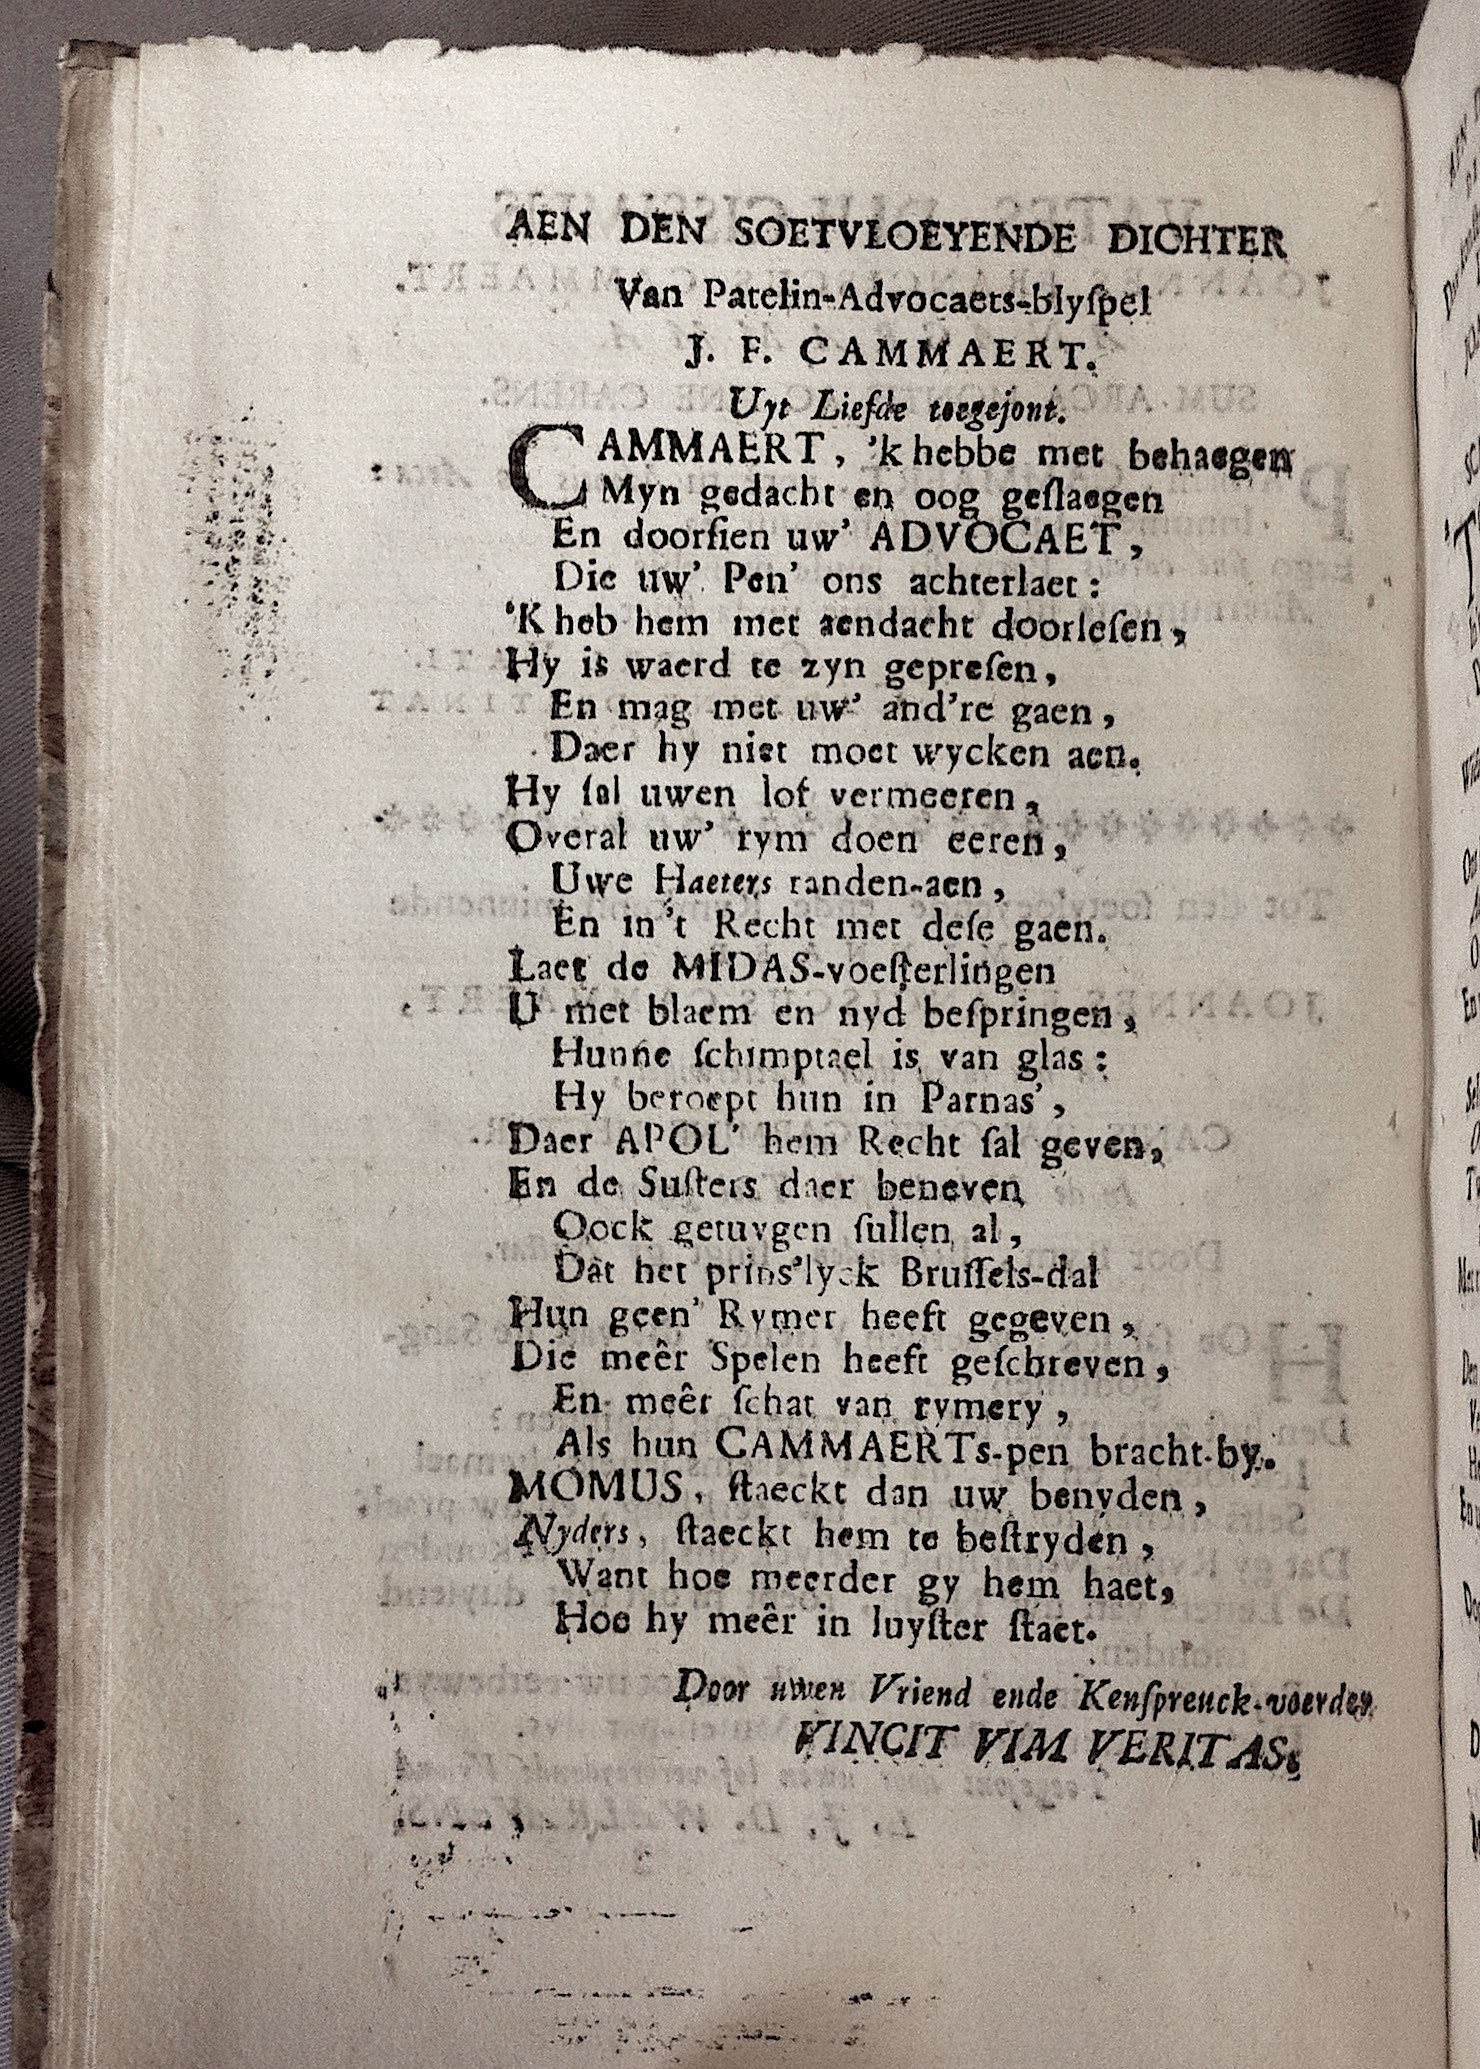 AEN DEN SOETVLOEYENDE DICHTER
Van Patelin-Advocaets-blyſpel
J. F. CAMMAERT.
Uyt Liefde toegejont.
CAMMAERT, 'k hebbe met behaegen
Myn gedacht en oog geſlaegen
En doorſien uw' ADVOCAET,
Die uw' Pen' ons achterlaet:
'K heb hem met aendacht doorleſen,
Hy is waerd te zyn gepreſen,
En mag met uw' and're gaen,
Daer hy niet moet wycken aen.
Hy ſal uwen lof vermeeren,
Overal uw' rym doen eeren,
Uwe Haeters randen-aen,
En in 't Recht met deſe gaen.
Laet de MIDAS-voeſterlingen
U met blaem en nyd beſpringen,
Hunne ſchimptael is van glas:
Hy beroept hun in Parnas',
Daer APOL' hem Recht ſal geven,
En de Suſters daer beneven
Oock getuygen ſullen al,
Dat het prins'lyck Bruſſels-dal
Hun geen' Rymer heeft gegeven,
Die meêr Spelen heeft geſchreven,
En meêr ſchat van rymery,
Als hun CAMMAERTs-pen bracht-by.
MOMUS, ſtaeckt dan uw benyden,
Nyders, ſtaeckt hem te beſtryden,
Want hoe meerder gy hem haet,
Hoe hy meêr in luyſter ſtaet.
Door uwen Vriend ende Kenſpreuck-voerder
VINCIT VIM VERITAS.